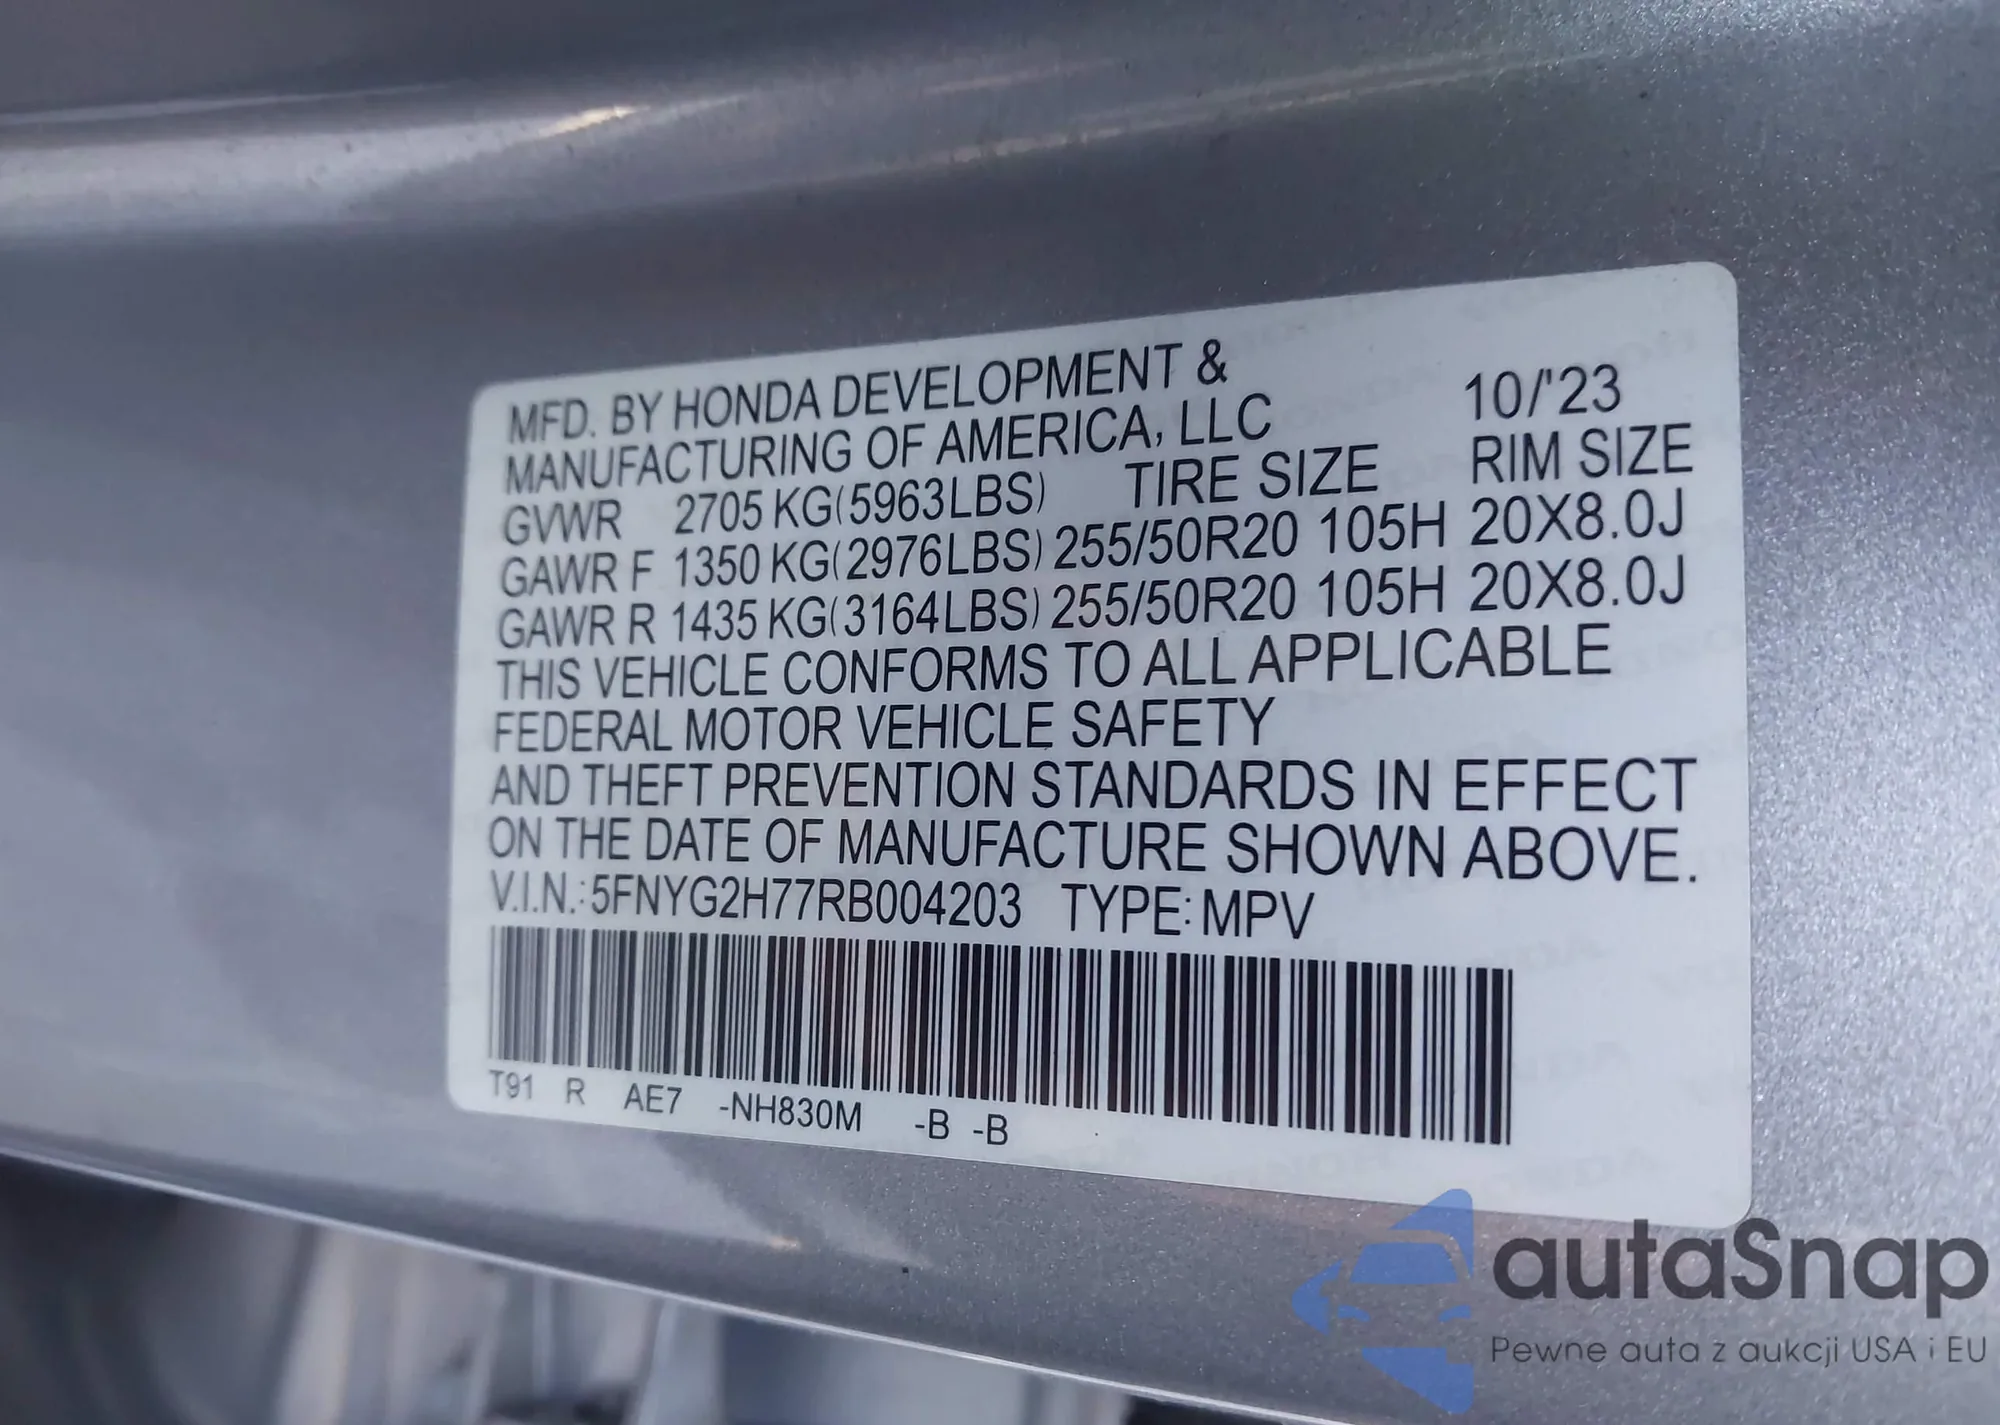 MFD. BY HONDA DEVELOPMENT & 10/'23
MANUFACTURING OF AMERICA, LLC
GVWR 2705 KG(5963LBS) TIRE SIZE RIM SIZE
GAWR F 1350 KG(2976LBS) 255/50R20 105H 20X8.0J
GAWR R 1435 KG(3164LBS) 255/50R20 105H 20X8.0J
THIS VEHICLE CONFORMS TO ALL APPLICABLE
FEDERAL MOTOR VEHICLE SAFETY
AND THEFT PREVENTION STANDARDS IN EFFECT
ON THE DATE OF MANUFACTURE SHOWN ABOVE.
V.I.N.:5FNYG2H77RB004203 TYPE:MPV
T91 R AE7 -NH830M -B -B
autaSnap
Pewne auta z aukcji USA i EU